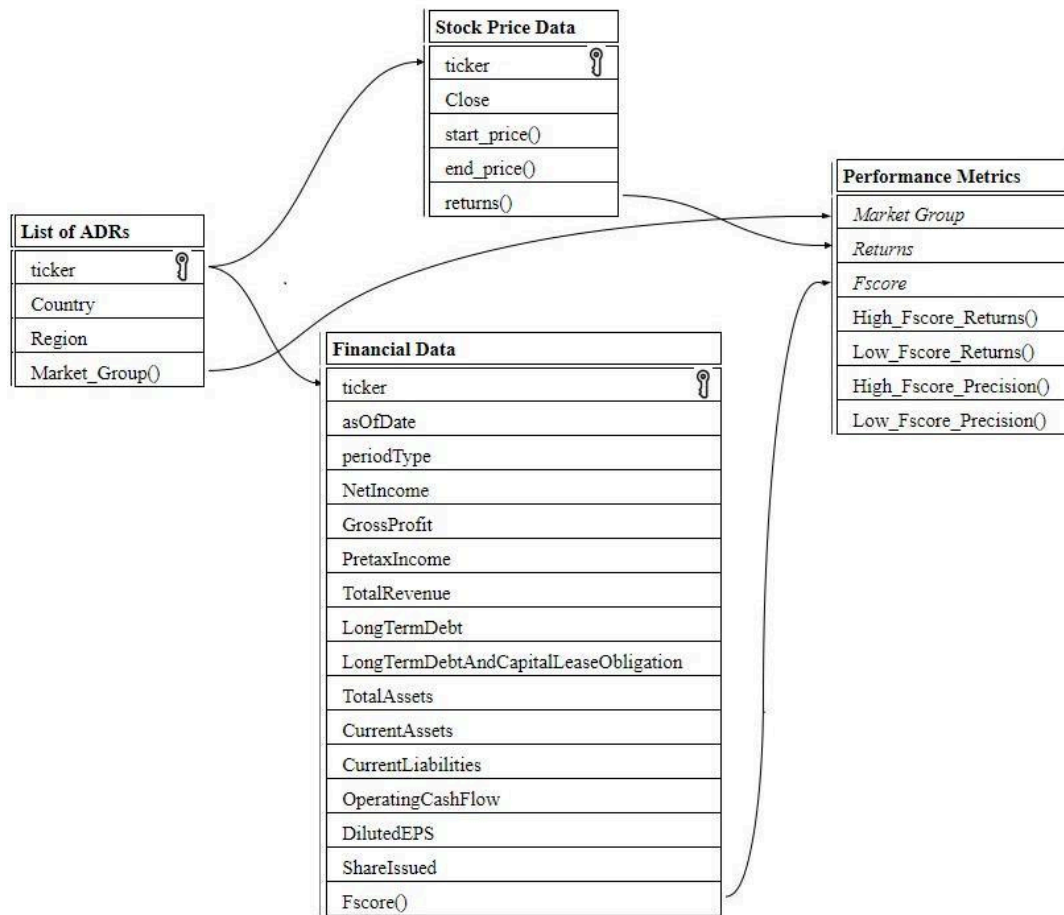 Stock Price Data
ticker
Close
start_price()
end_price()
returns()
List of ADRs
ticker
Country
Region
Market_Group()
Financial Data
ticker
asOfDate
periodType
NetIncome
GrossProfit
PretaxIncome
TotalRevenue
LongTermDebt
LongTermDebtAndCapitalLeaseObligation
TotalAssets
CurrentAssets
CurrentLiabilities
OperatingCashFlow
DilutedEPS
ShareIssued
Fscore()
Performance Metrics
Market Group
Returns
Fscore
High_Fscore_Returns()
Low_Fscore_Returns()
High_Fscore_Precision()
Low_Fscore_Precision()